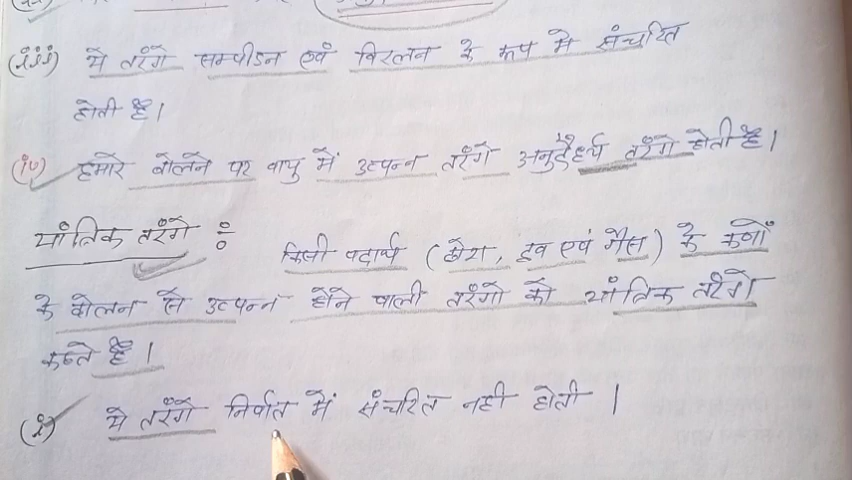 (iii) ये तरंगे सम्पीडन एवं विरलन के रूप मे संचरित
होती है।
(iv) हमारे बोलने पर वायु में उत्पन्न तरंगे अनुदैर्ध्य तरंगे होती है।
यांत्रिक तरंगे :
किसी पदार्थ (ठोस, द्रव एवं गैस) के कणों
के दोलन से उत्पन्न होने वाली तरंगो को यांत्रिक तरंगे
कहते है।
(i) ये तरंगे निर्वात में संचरित नही होती।